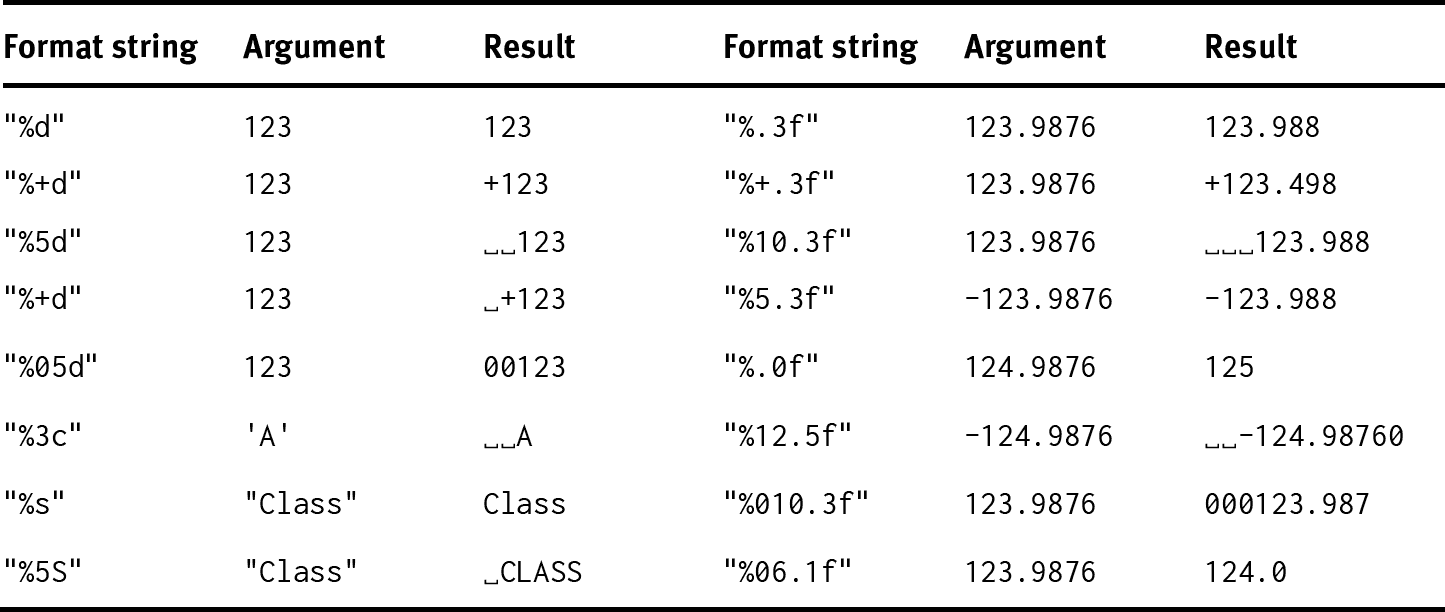 Format string Argument Result Format string Argument Result
"%d" 123 123 "%.3f" 123.9876 123.988
"%+d" 123 +123 "%+.3f" 123.9876 +123.498
"%5d" 123 ␣␣123 "%10.3f" 123.9876 ␣␣␣123.988
"%+d" 123 ␣+123 "%5.3f" -123.9876 -123.988
"%05d" 123 00123 "%.0f" 124.9876 125
"%3c" 'A' ␣␣A "%12.5f" -124.9876 ␣␣-124.98760
"%s" "Class" Class "%010.3f" 123.9876 000123.987
"%5S" "Class" ␣CLASS "%06.1f" 123.9876 124.0